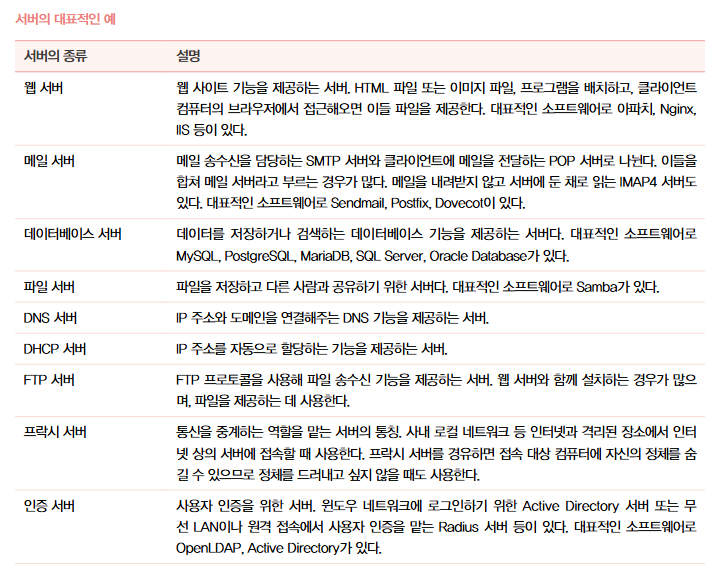 서버의 대표적인 예
서버의 종류 설명
웹 서버 웹 사이트 기능을 제공하는 서버. HTML 파일 또는 이미지 파일, 프로그램을 배치하고, 클라이언트
컴퓨터의 브라우저에서 접근해오면 이들 파일을 제공한다. 대표적인 소프트웨어로 아파치, Nginx,
IIS 등이 있다.
메일 서버 메일 송수신을 담당하는 SMTP 서버와 클라이언트에 메일을 전달하는 POP 서버로 나뉜다. 이들을
합쳐 메일 서버라고 부르는 경우가 많다. 메일을 내려받지 않고 서버에 둔 채로 읽는 IMAP4 서버도
있다. 대표적인 소프트웨어로 Sendmail, Postfix, Dovecot이 있다.
데이터베이스 서버 데이터를 저장하거나 검색하는 데이터베이스 기능을 제공하는 서버다. 대표적인 소프트웨어로
MySQL, PostgreSQL, MariaDB, SQL Server, Oracle Database가 있다.
파일 서버 파일을 저장하고 다른 사람과 공유하기 위한 서버다. 대표적인 소프트웨어로 Samba가 있다.
DNS 서버 IP 주소와 도메인을 연결해주는 DNS 기능을 제공하는 서버.
DHCP 서버 IP 주소를 자동으로 할당하는 기능을 제공하는 서버.
FTP 서버 FTP 프로토콜을 사용해 파일 송수신 기능을 제공하는 서버. 웹 서버와 함께 설치하는 경우가 많으
며, 파일을 제공하는 데 사용한다.
프락시 서버 통신을 중계하는 역할을 맡는 서버의 통칭. 사내 로컬 네트워크 등 인터넷과 격리된 장소에서 인터
넷 상의 서버에 접속할 때 사용한다. 프락시 서버를 경유하면 접속 대상 컴퓨터에 자신의 정체를 숨
길 수 있으므로 정체를 드러내고 싶지 않을 때도 사용한다.
인증 서버 사용자 인증을 위한 서버. 윈도우 네트워크에 로그인하기 위한 Active Directory 서버 또는 무
선 LAN이나 원격 접속에서 사용자 인증을 맡는 Radius 서버 등이 있다. 대표적인 소프트웨어로
OpenLDAP, Active Directory가 있다.